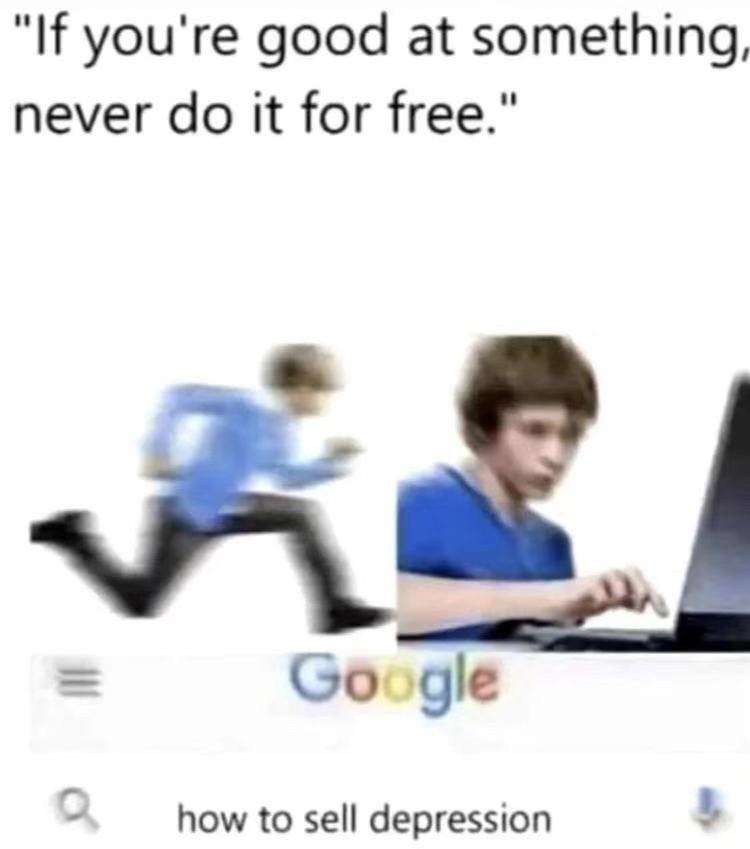 "If you're good at something,
never do it for free."
Google
how to sell depression